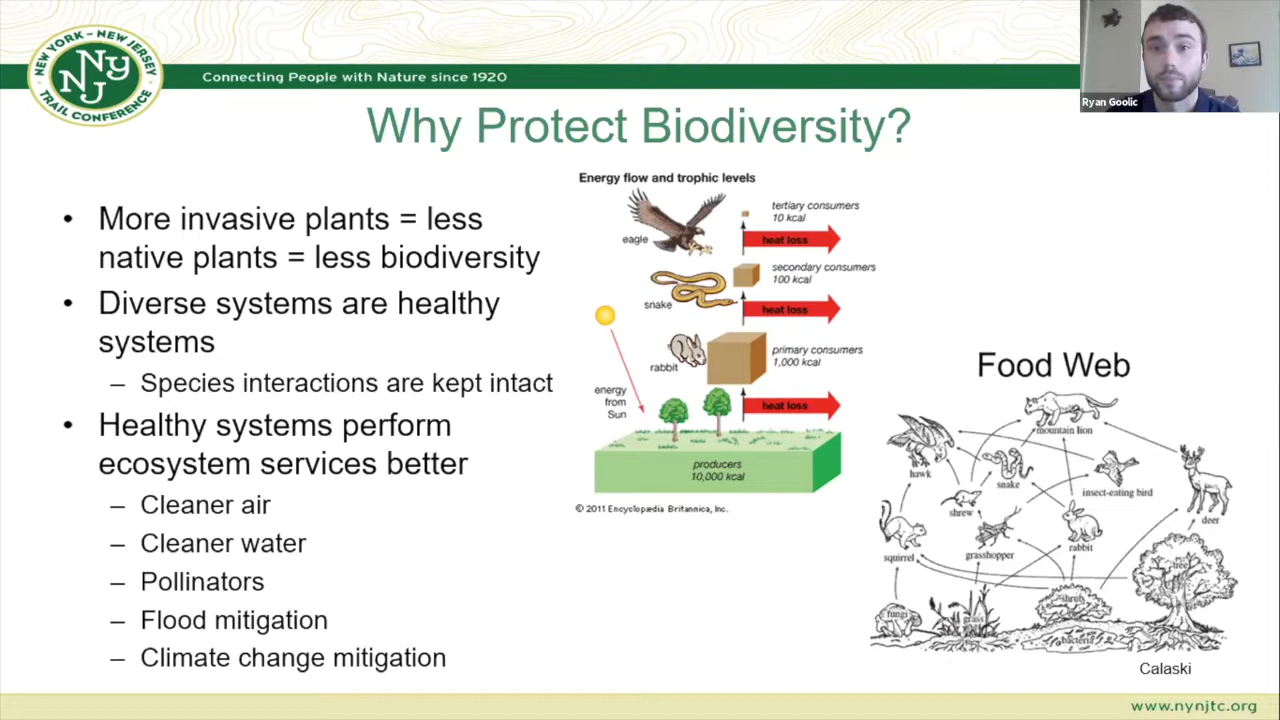 NEW YORK – NEW JERSEY
NY
NJ
TRAIL CONFERENCE
Connecting People with Nature since 1920
Ryan Goolic
Why Protect Biodiversity?
• More invasive plants = less
native plants = less biodiversity
• Diverse systems are healthy
systems
– Species interactions are kept intact
• Healthy systems perform
ecosystem services better
– Cleaner air
– Cleaner water
– Pollinators
– Flood mitigation
– Climate change mitigation
Energy flow and trophic levels
eagle
tertiary consumers
10 kcal
heat loss
snake
secondary consumers
100 kcal
heat loss
rabbit
primary consumers
1,000 kcal
energy
from
Sun
heat loss
producers
10,000 kcal
© 2011 Encyclopædia Britannica, Inc.
Food Web
mountain lion
hawk
snake
insect-eating bird
shrew
deer
squirrel
grasshopper
rabbit
tree
fungi
grass
shrub
bacteria
Calaski
www.nynjtc.org